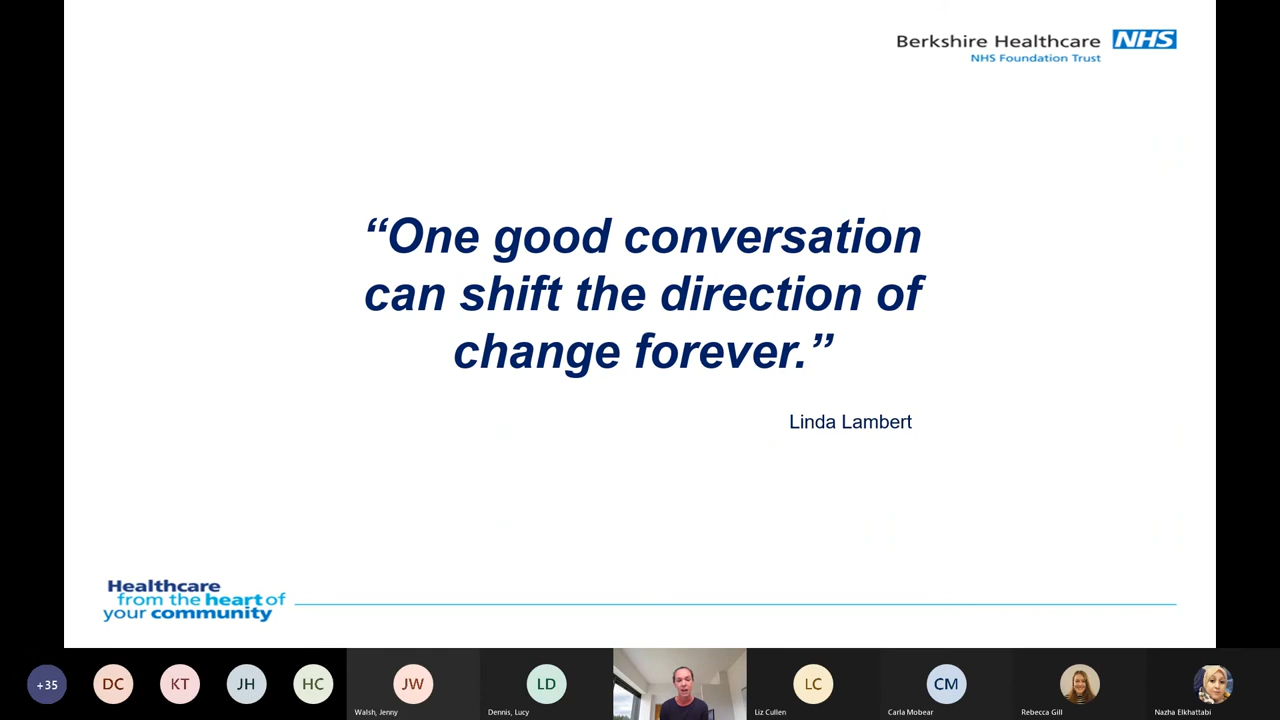 Berkshire Healthcare NHS
NHS Foundation Trust
“One good conversation
can shift the direction of
change forever.”
Linda Lambert
Healthcare
from the heart of
your community
+35
DC
KT
JH
HC
JW
LD
LC
CM
Walsh, Jenny
Dennis, Lucy
Liz Cullen
Carla Mobear
Rebecca Gill
Nazha Elkhattabi